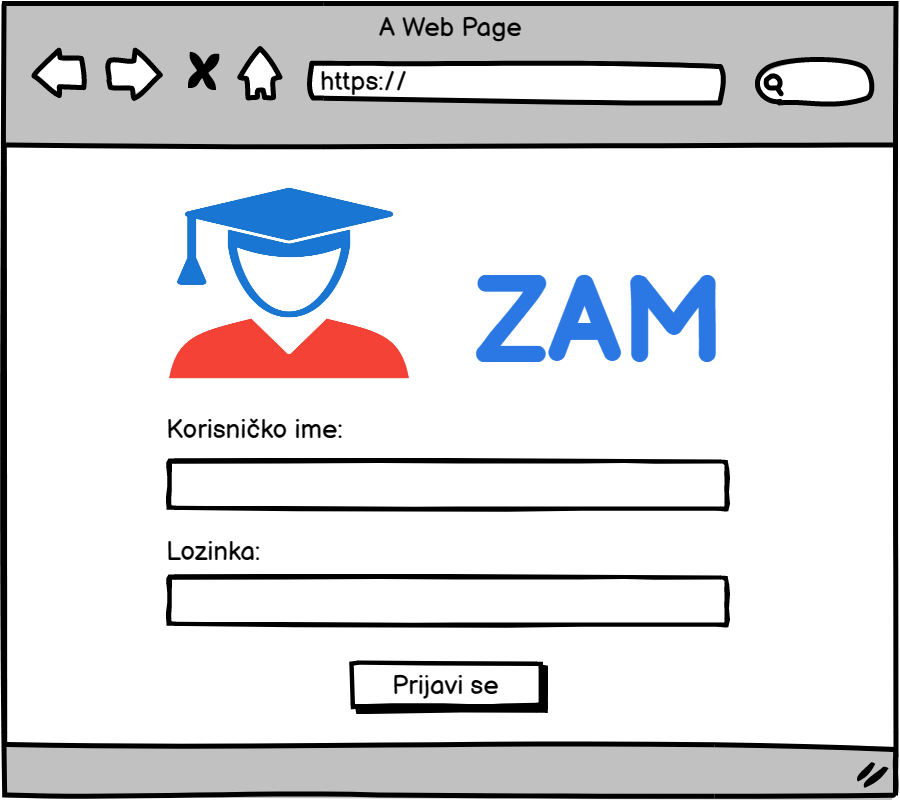 A Web Page
https://
ZAM
Korisničko ime:
Lozinka:
Prijavi se